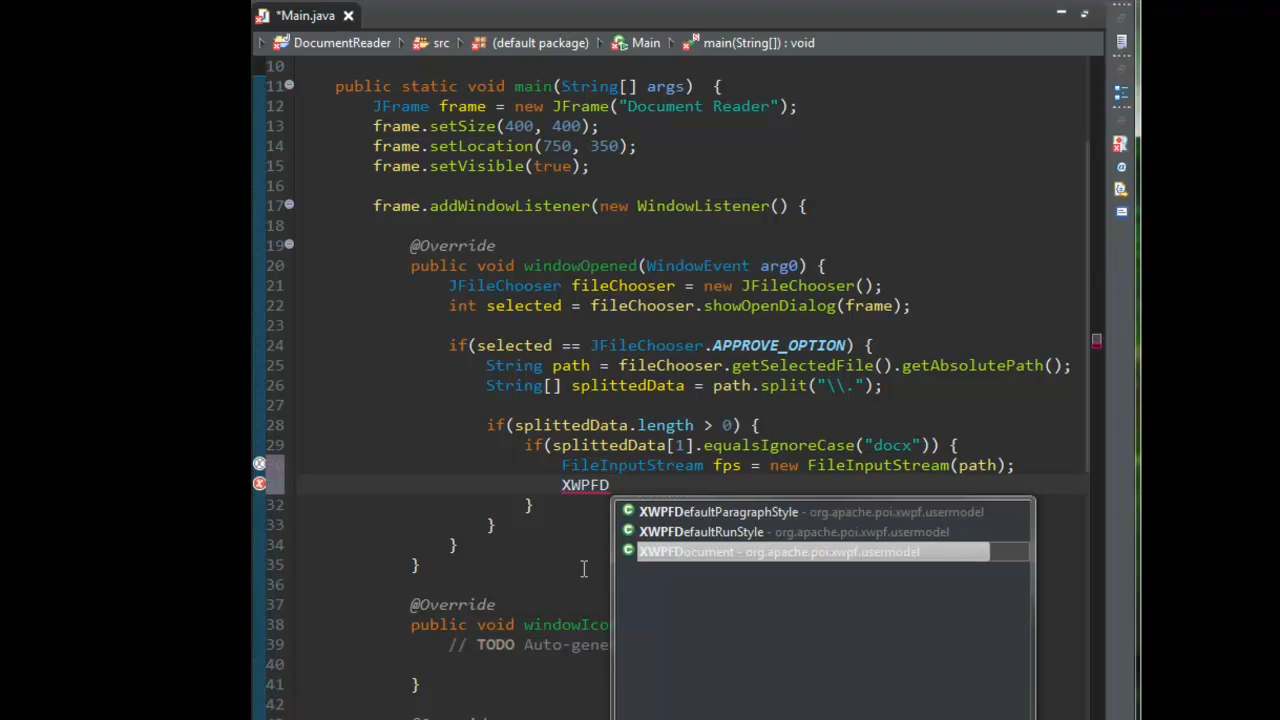 *Main.java
DocumentReader src (default package) Main main(String[]) : void
10
11 public static void main(String[] args) {
12 JFrame frame = new JFrame("Document Reader");
13 frame.setSize(400, 400);
14 frame.setLocation(750, 350);
15 frame.setVisible(true);
16
17 frame.addWindowListener(new WindowListener() {
18
19 @Override
20 public void windowOpened(WindowEvent arg0) {
21 JFileChooser fileChooser = new JFileChooser();
22 int selected = fileChooser.showOpenDialog(frame);
23
24 if(selected == JFileChooser.APPROVE_OPTION) {
25 String path = fileChooser.getSelectedFile().getAbsolutePath();
26 String[] splittedData = path.split("\\.");
27
28 if(splittedData.length > 0) {
29 if(splittedData[1].equalsIgnoreCase("docx")) {
FileInputStream fps = new FileInputStream(path);
XWPFD
32 }
XWPFDefaultParagraphStyle - org.apache.poi.xwpf.usermodel
33 }
XWPFDefaultRunStyle - org.apache.poi.xwpf.usermodel
34 }
XWPFDocument - org.apache.poi.xwpf.usermodel
35 }
36
37 @Override
38 public void windowIco
39 // TODO Auto-gene
40
41 }
42